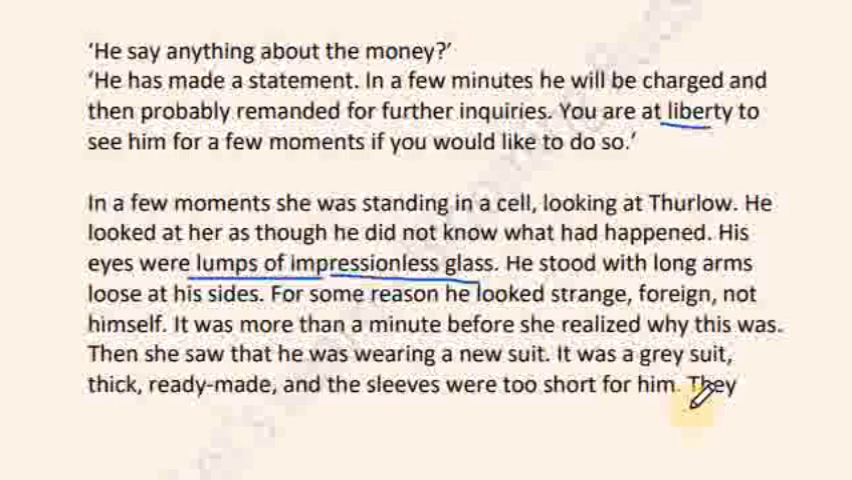 ‘He say anything about the money?’
‘He has made a statement. In a few minutes he will be charged and
then probably remanded for further inquiries. You are at liberty to
see him for a few moments if you would like to do so.’
In a few moments she was standing in a cell, looking at Thurlow. He
looked at her as though he did not know what had happened. His
eyes were lumps of impressionless glass. He stood with long arms
loose at his sides. For some reason he looked strange, foreign, not
himself. It was more than a minute before she realized why this was.
Then she saw that he was wearing a new suit. It was a grey suit,
thick, ready-made, and the sleeves were too short for him. They